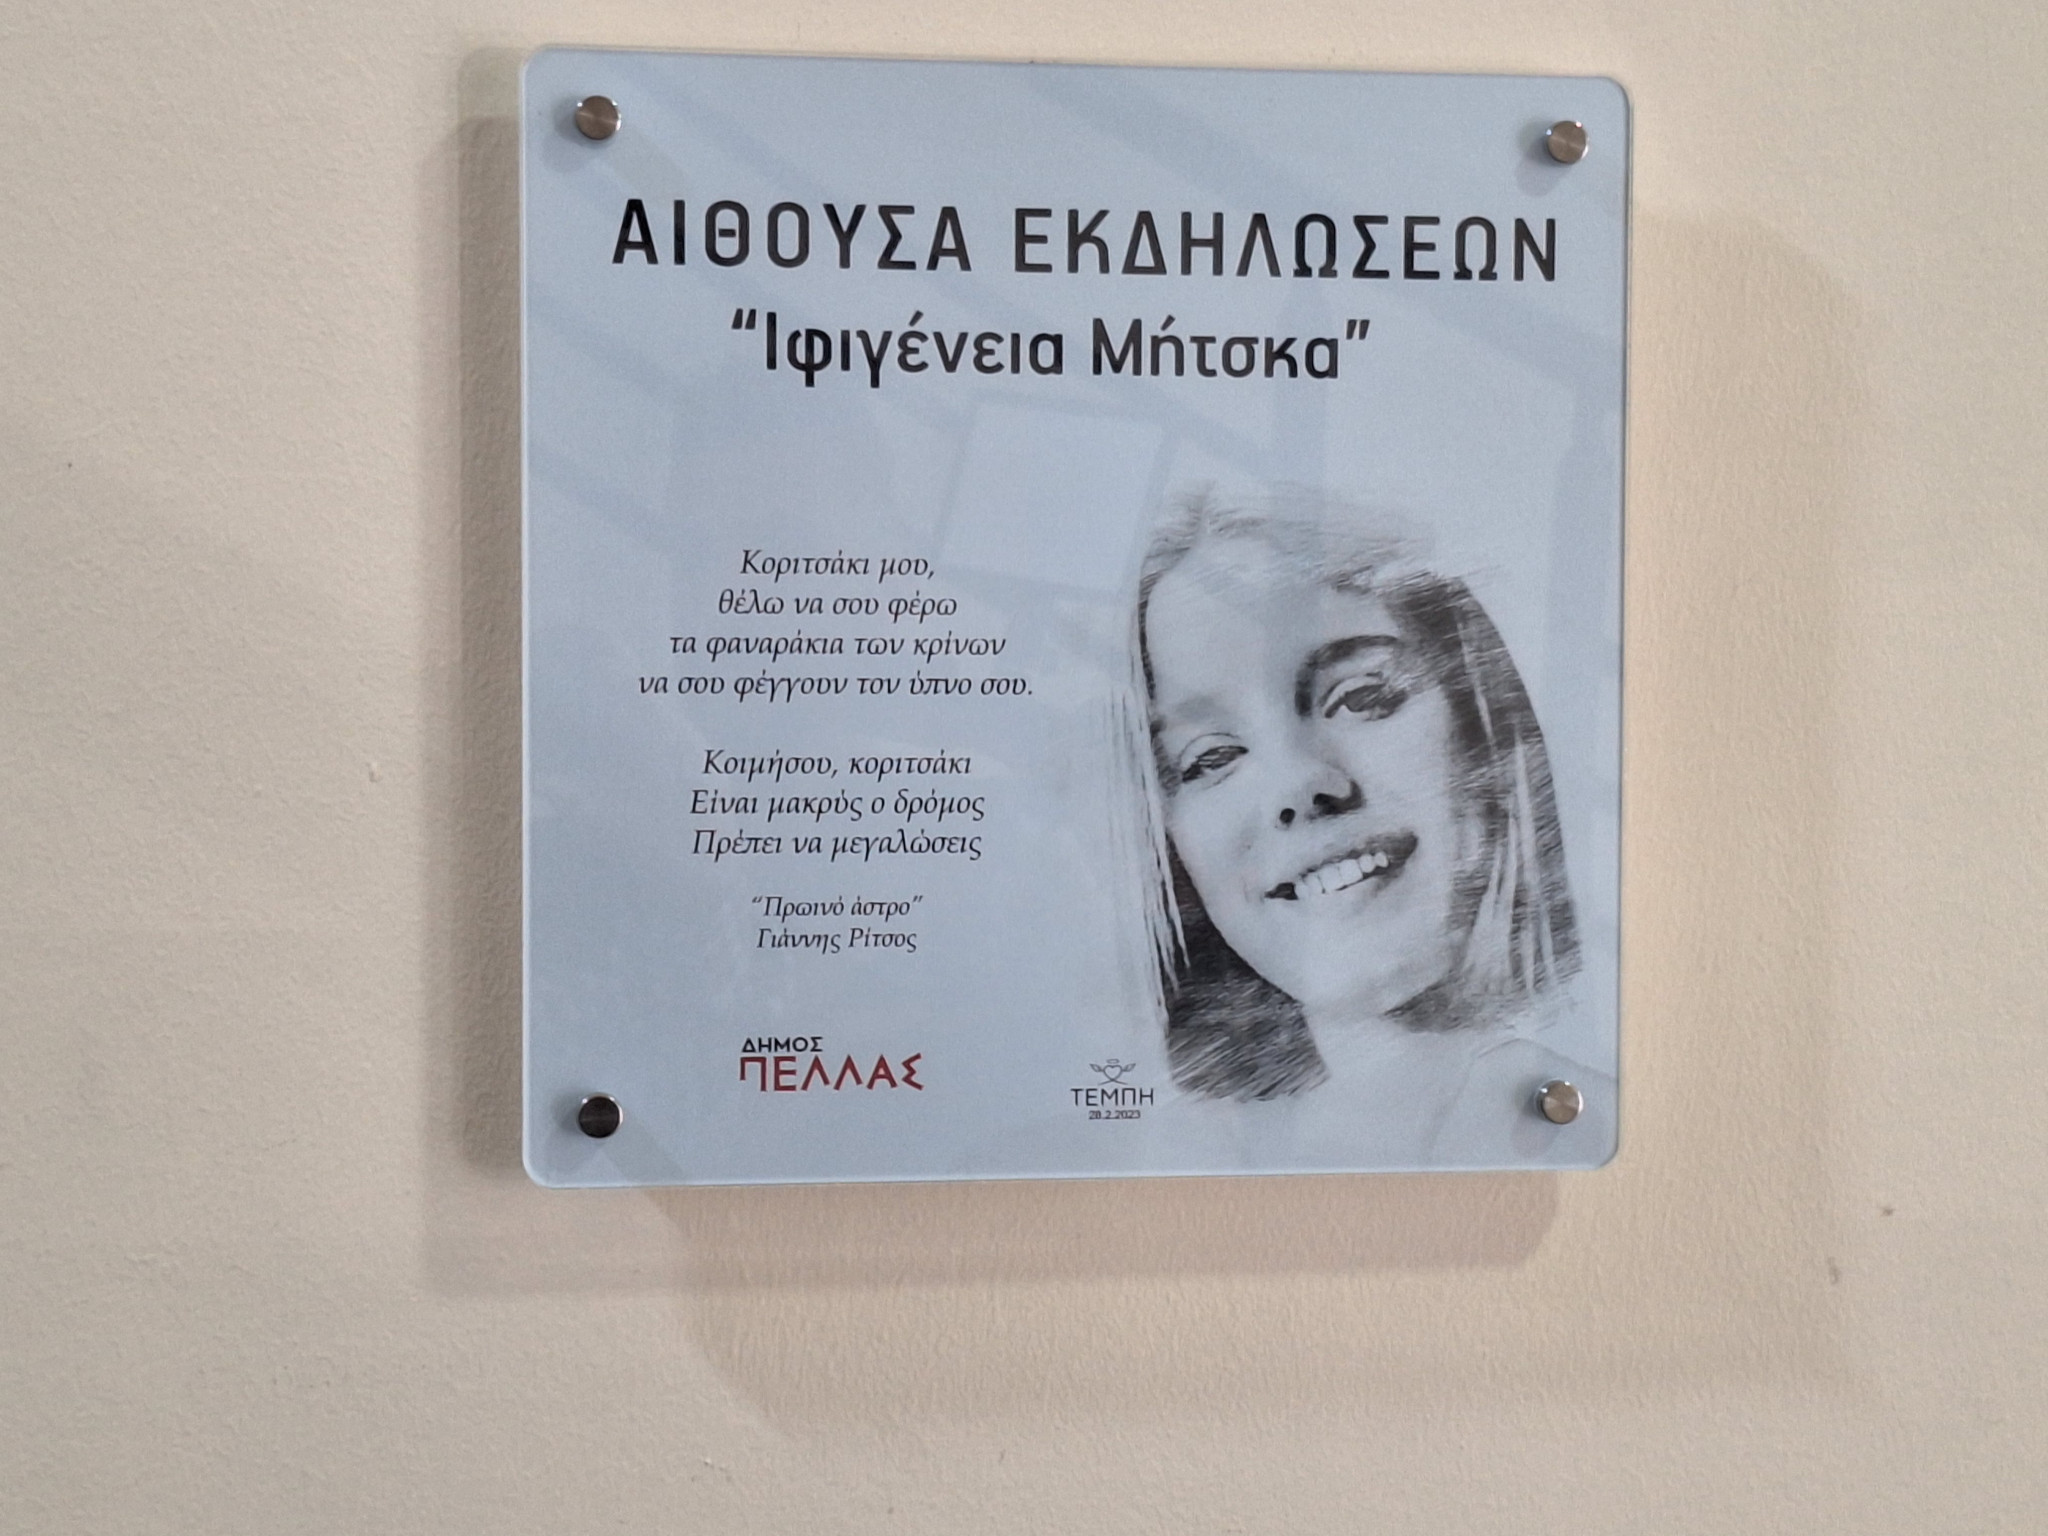 ΑΙΘΟΥΣΑ ΕΚΔΗΛΩΣΕΩΝ
“Ιφιγένεια Μήτσκα”
Κοριτσάκι μου,
θέλω να σου φέρω
τα φαναράκια των κρίνων
να σου φέγγουν τον ύπνο σου.
Κοιμήσου, κοριτσάκι
Είναι μακρύς ο δρόμος
Πρέπει να μεγαλώσεις
“Πρωινό άστρο”
Γιάννης Ρίτσος
ΔΗΜΟΣ
ΠΕΛΛΑΣ
ΤΕΜΠΗ
28.2.2023